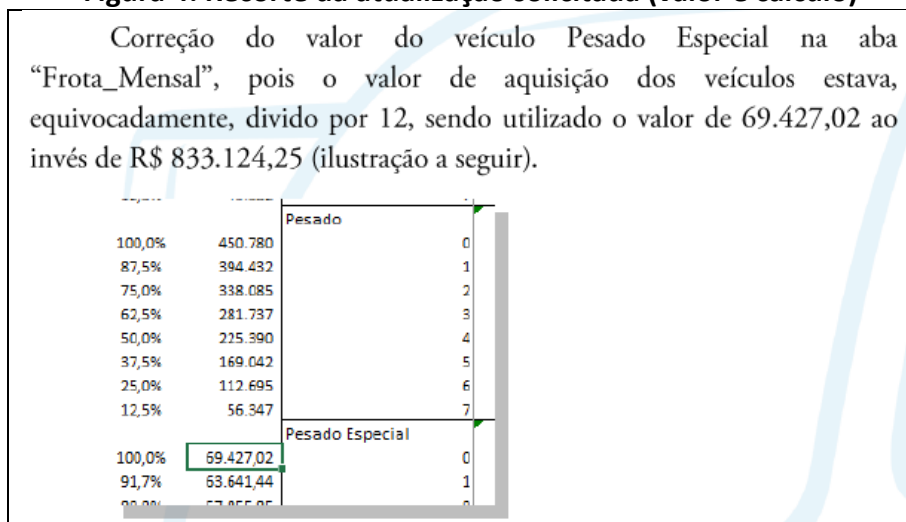 Correção do valor do veículo Pesado Especial na aba
“Frota_Mensal”, pois o valor de aquisição dos veículos estava,
equivocadamente, divido por 12, sendo utilizado o valor de 69.427,02 ao
invés de R$ 833.124,25 (ilustração a seguir).
Pesado
100,0% 450.780 0
87,5% 394.432 1
75,0% 338.085 2
62,5% 281.737 3
50,0% 225.390 4
37,5% 169.042 5
25,0% 112.695 6
12,5% 56.347 7
Pesado Especial
100,0% 69.427,02 0
91,7% 63.641,44 1